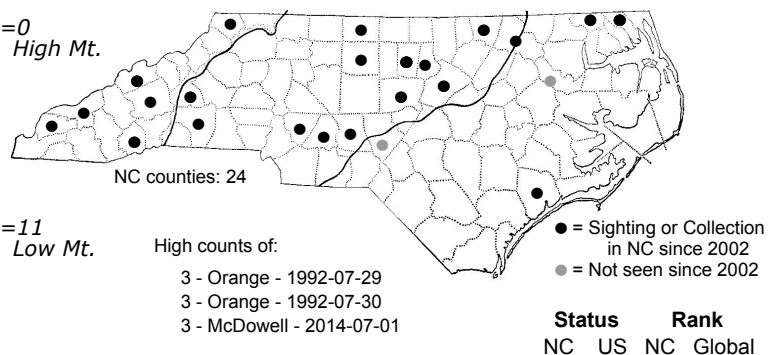 =0
High Mt.
NC counties: 24
=11
Low Mt.
High counts of:
3 - Orange - 1992-07-29
3 - Orange - 1992-07-30
3 - McDowell - 2014-07-01
= Sighting or Collection
in NC since 2002
= Not seen since 2002
Status Rank
NC US NC Global